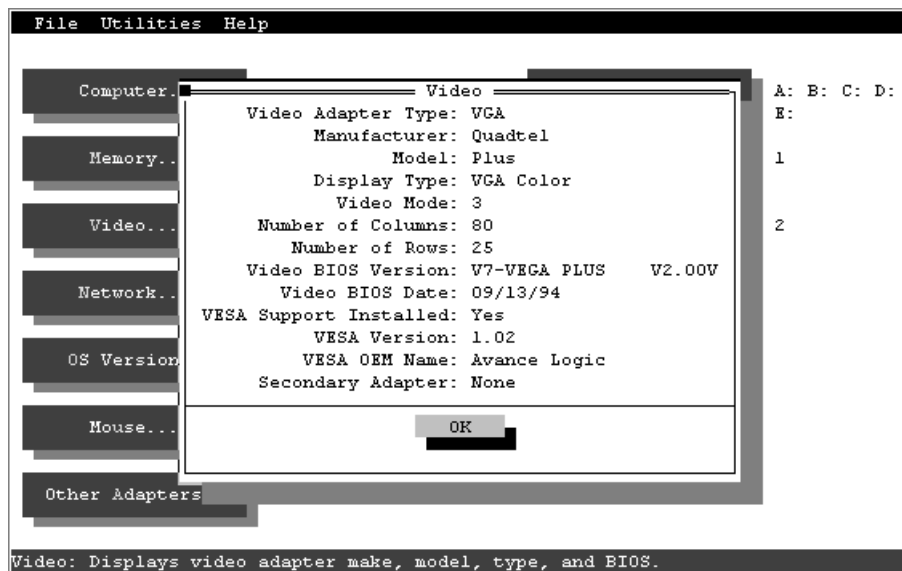 File Utilities Help
Computer.
Memory..
Video...
Network..
OS Version
Mouse...
Other Adapters
Video
Video Adapter Type: VGA
Manufacturer: Quadtel
Model: Plus
Display Type: VGA Color
Video Mode: 3
Number of Columns: 80
Number of Rows: 25
Video BIOS Version: V7-VEGA PLUS V2.00V
Video BIOS Date: 09/13/94
VESA Support Installed: Yes
VESA Version: 1.02
VESA OEM Name: Avance Logic
Secondary Adapter: None
OK
A: B: C: D:
E:
1
2
Video: Displays video adapter make, model, type, and BIOS.